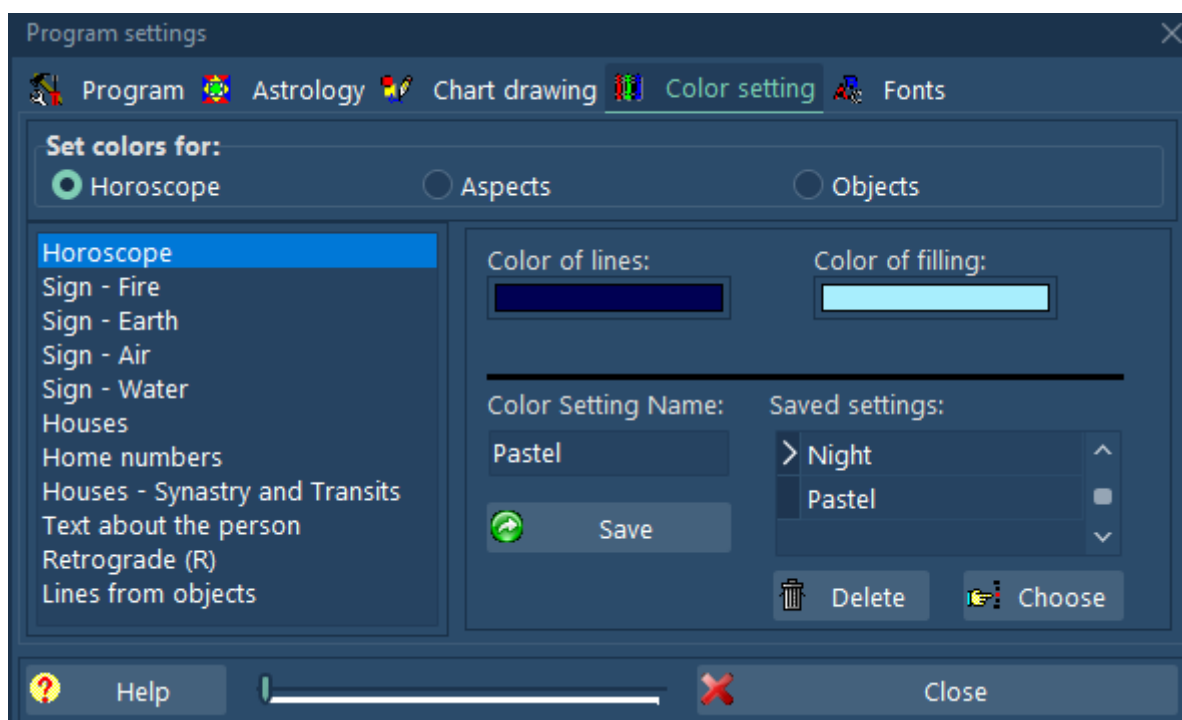 Program settings
Program Astrology Chart drawing Color setting Fonts
Set colors for:
Horoscope Aspects Objects
Horoscope
Sign - Fire
Sign - Earth
Sign - Air
Sign - Water
Houses
Home numbers
Houses - Synastry and Transits
Text about the person
Retrograde (R)
Lines from objects
Color of lines: Color of filling:
Color Setting Name: Saved settings:
Pastel
Night
Pastel
Save
Delete Choose
Help Close